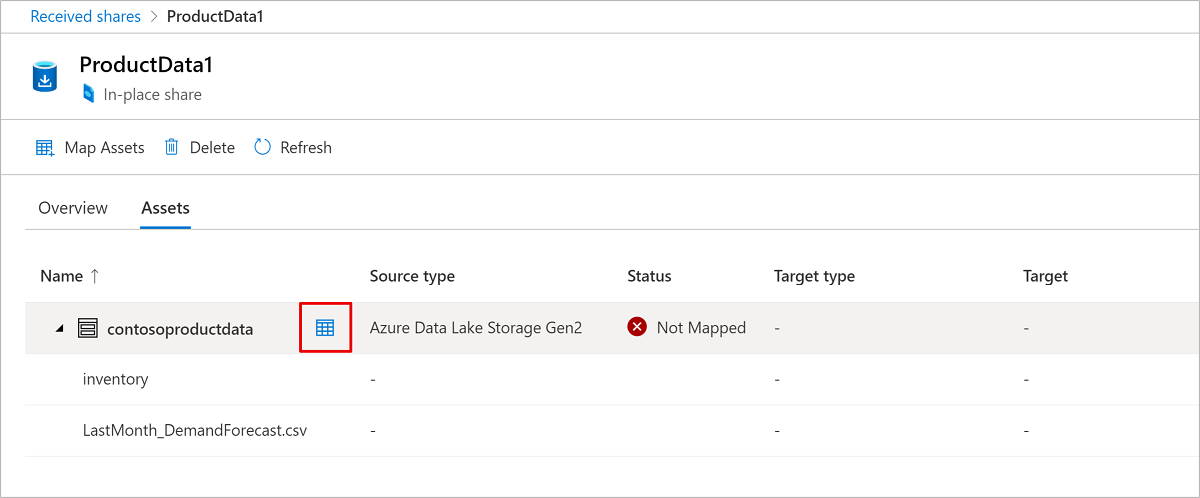 Received shares > ProductData1
ProductData1
In-place share
Map Assets Delete Refresh
Overview Assets
Name ↑ Source type Status Target type Target
contosoproductdata Azure Data Lake Storage Gen2 Not Mapped - -
inventory - - -
LastMonth_DemandForecast.csv - - -